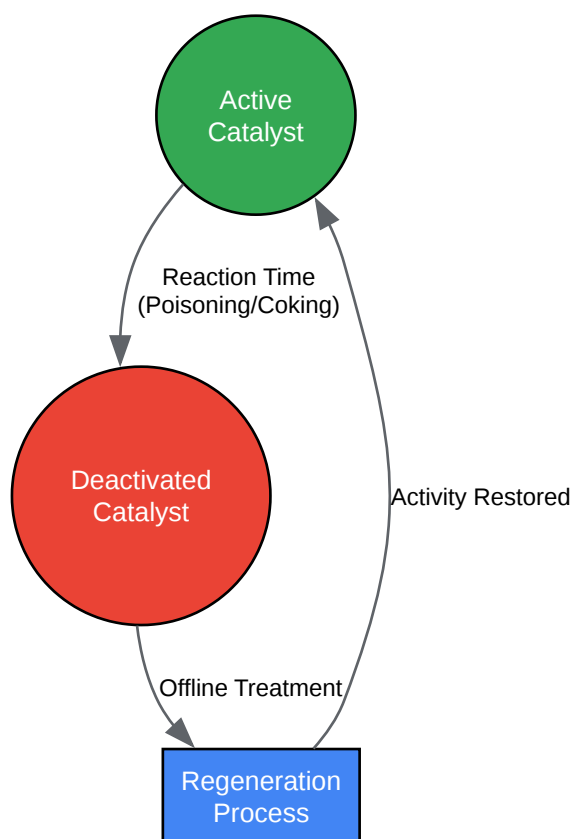 Active
Catalyst
Reaction Time
(Poisoning/Coking)
Deactivated
Catalyst
Activity Restored
Offline Treatment
Regeneration
Process